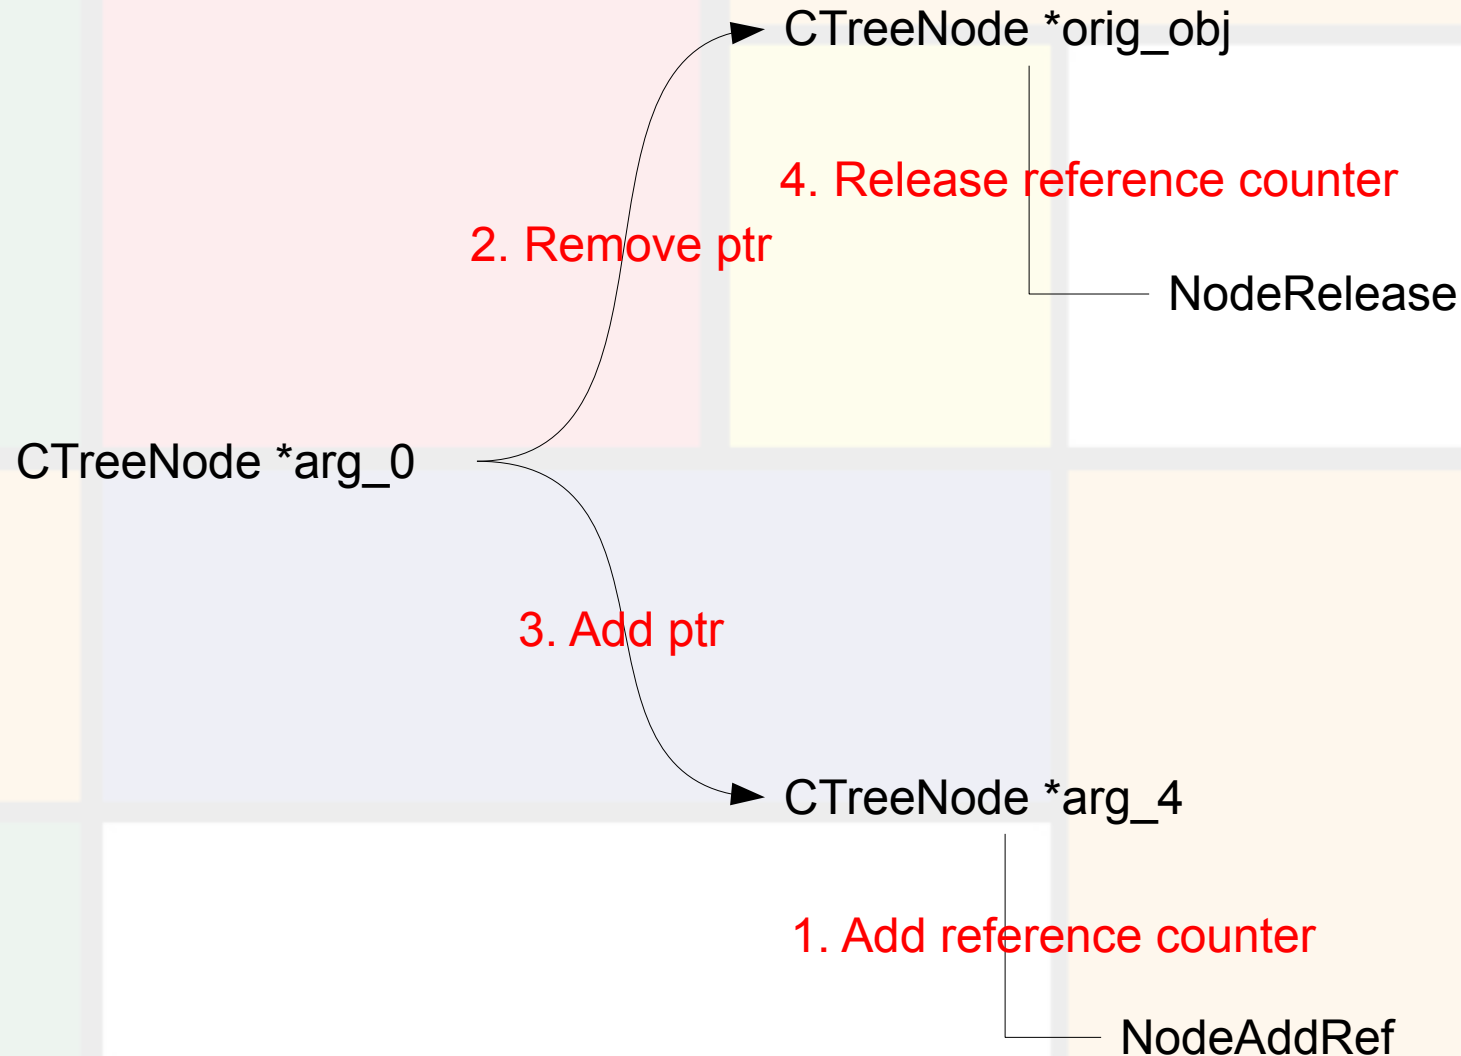 CTreeNode *orig_obj
4. Release reference counter
2. Remove ptr
NodeRelease
CTreeNode *arg_0
3. Add ptr
CTreeNode *arg_4
1. Add reference counter
NodeAddRef